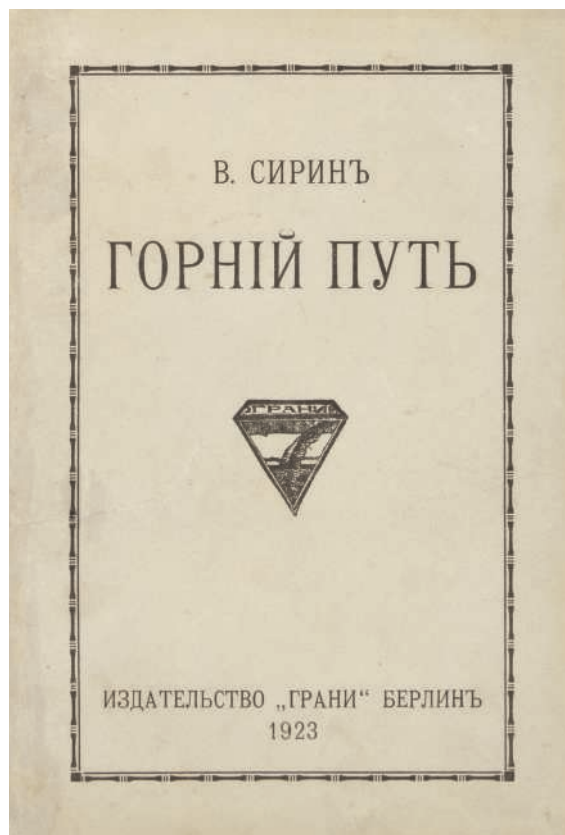 В. СИРИНЪ
ГОРНІЙ ПУТЬ
ГРАНИ
ИЗДАТЕЛЬСТВО „ГРАНИ“ БЕРЛИНЪ
1923